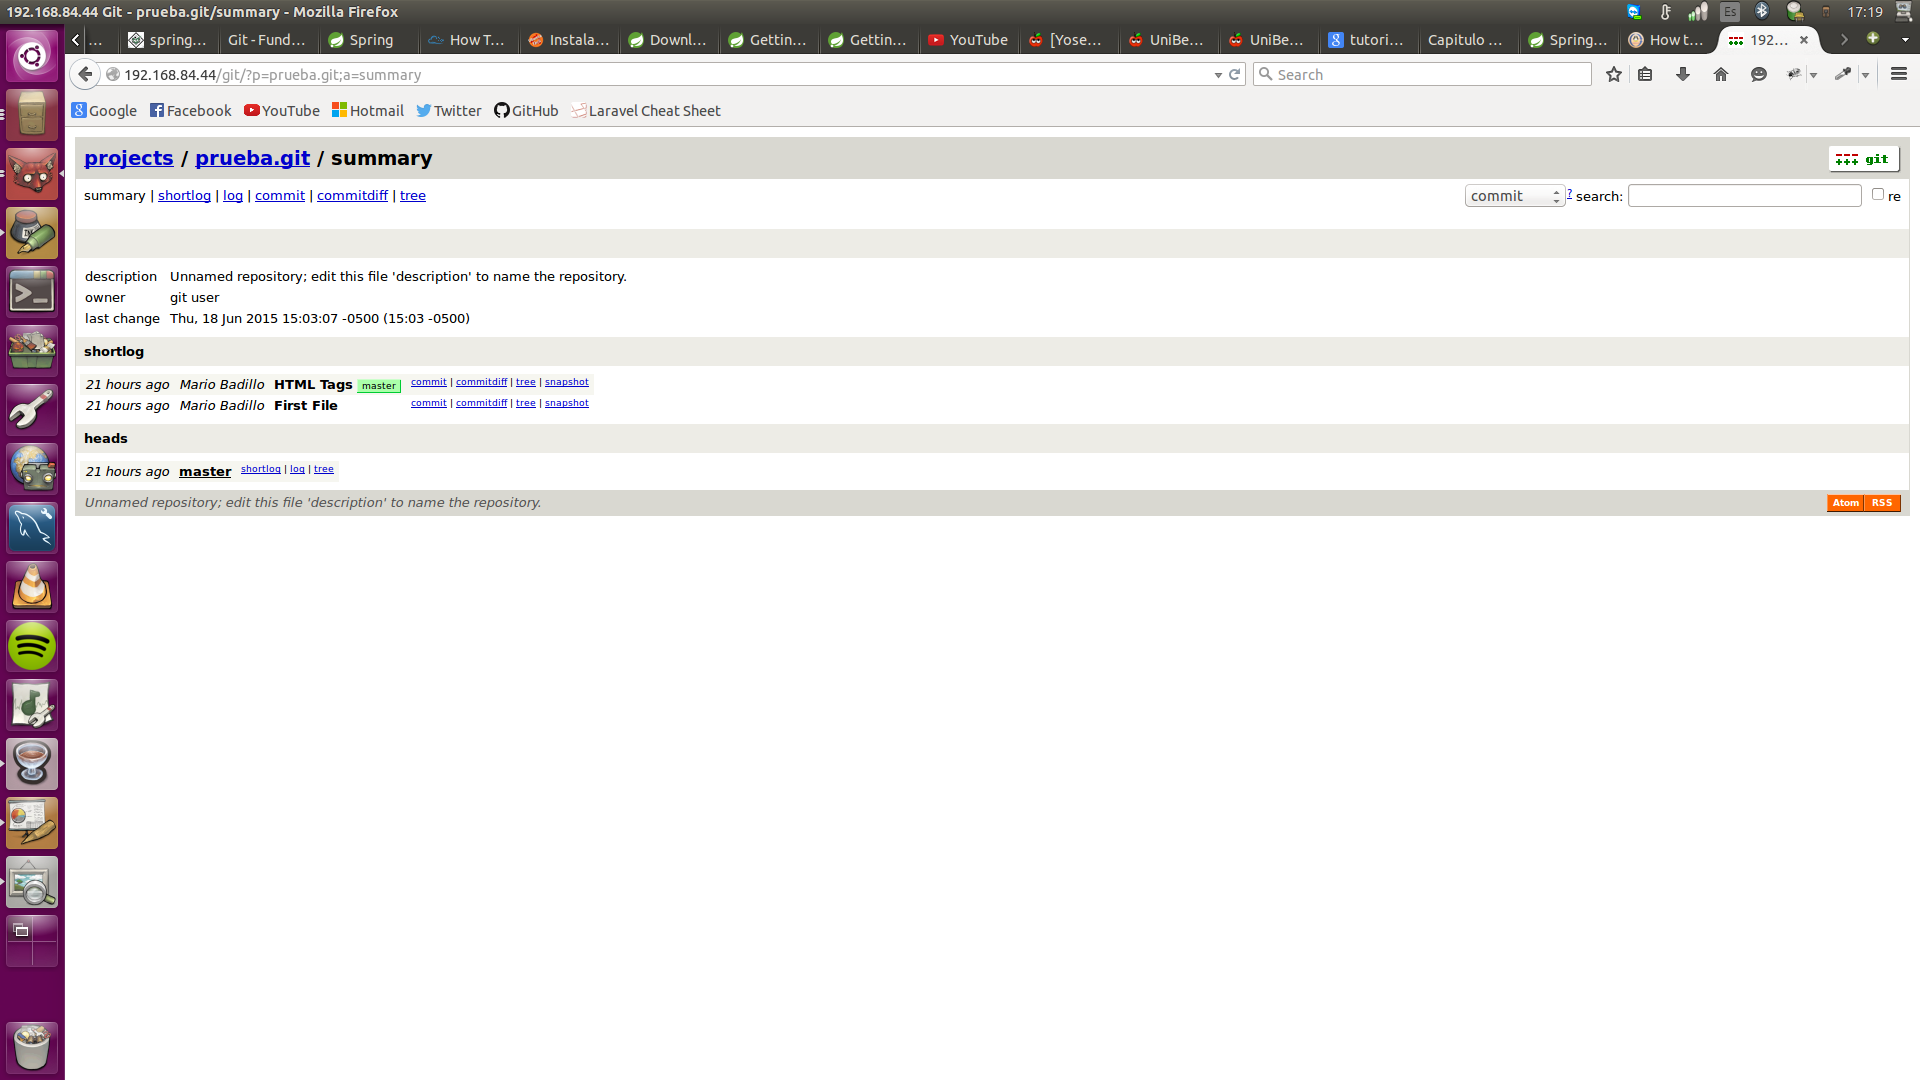 192.168.84.44 Git - prueba.git/summary - Mozilla Firefox
Es
17:19
...
spring...
Git - Fund...
Spring
How T...
Instala...
Downl...
Gettin...
Gettin...
YouTube
[Yose...
UniBe...
UniBe...
tutori...
Capitulo ...
Spring...
How t...
192...
192.168.84.44/git/?p=prueba.git;a=summary
Search
Google
Facebook
YouTube
Hotmail
Twitter
GitHub
Laravel Cheat Sheet
projects / prueba.git / summary
git
summary | shortlog | log | commit | commitdiff | tree
commit ? search: re
description Unnamed repository; edit this file 'description' to name the repository.
owner git user
last change Thu, 18 Jun 2015 15:03:07 -0500 (15:03 -0500)
shortlog
21 hours ago Mario Badillo HTML Tags master commit | commitdiff | tree | snapshot
21 hours ago Mario Badillo First File commit | commitdiff | tree | snapshot
heads
21 hours ago master shortlog | log | tree
Unnamed repository; edit this file 'description' to name the repository.
Atom RSS